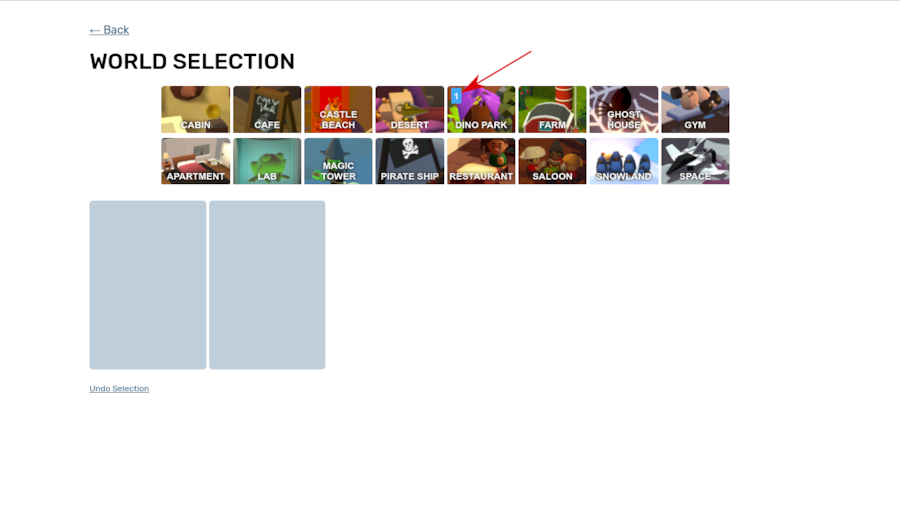 ← Back
WORLD SELECTION
CABIN
CAFE
CASTLE
BEACH
DESERT
1
DINO PARK
FARM
GHOST
HOUSE
GYM
APARTMENT
LAB
MAGIC
TOWER
PIRATE SHIP
RESTAURANT
SALOON
SNOWLAND
SPACE
Undo Selection